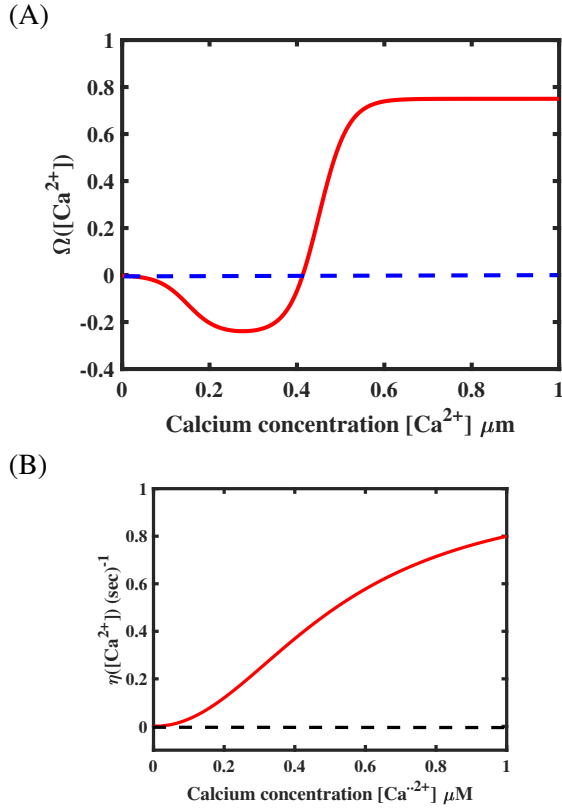 (A)
1
0.8
0.6
0.4
0.2
0
-0.2
-0.4
Ω([Ca²⁺])
0 0.2 0.4 0.6 0.8 1
Calcium concentration [Ca²⁺] μm
(B)
1
0.8
0.6
0.4
0.2
0
η([Ca²⁺]) (sec)⁻¹
0 0.2 0.4 0.6 0.8 1
Calcium concentration [Ca¨²⁺] μM